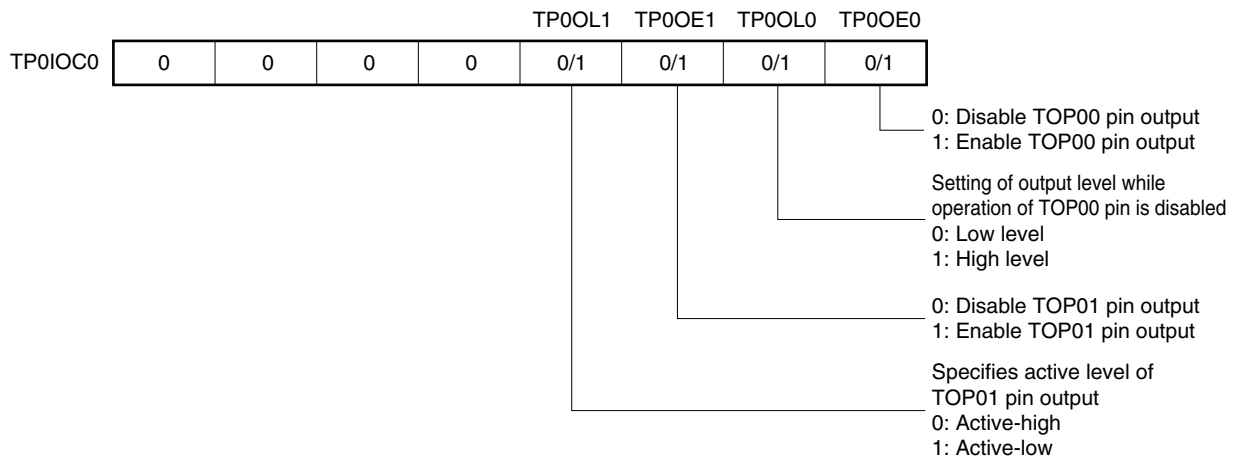 TP0OL1 TP0OE1 TP0OL0 TP0OE0
TP0IOC0 0 0 0 0 0/1 0/1 0/1 0/1
0: Disable TOP00 pin output
1: Enable TOP00 pin output
Setting of output level while
operation of TOP00 pin is disabled
0: Low level
1: High level
0: Disable TOP01 pin output
1: Enable TOP01 pin output
Specifies active level of
TOP01 pin output
0: Active-high
1: Active-low